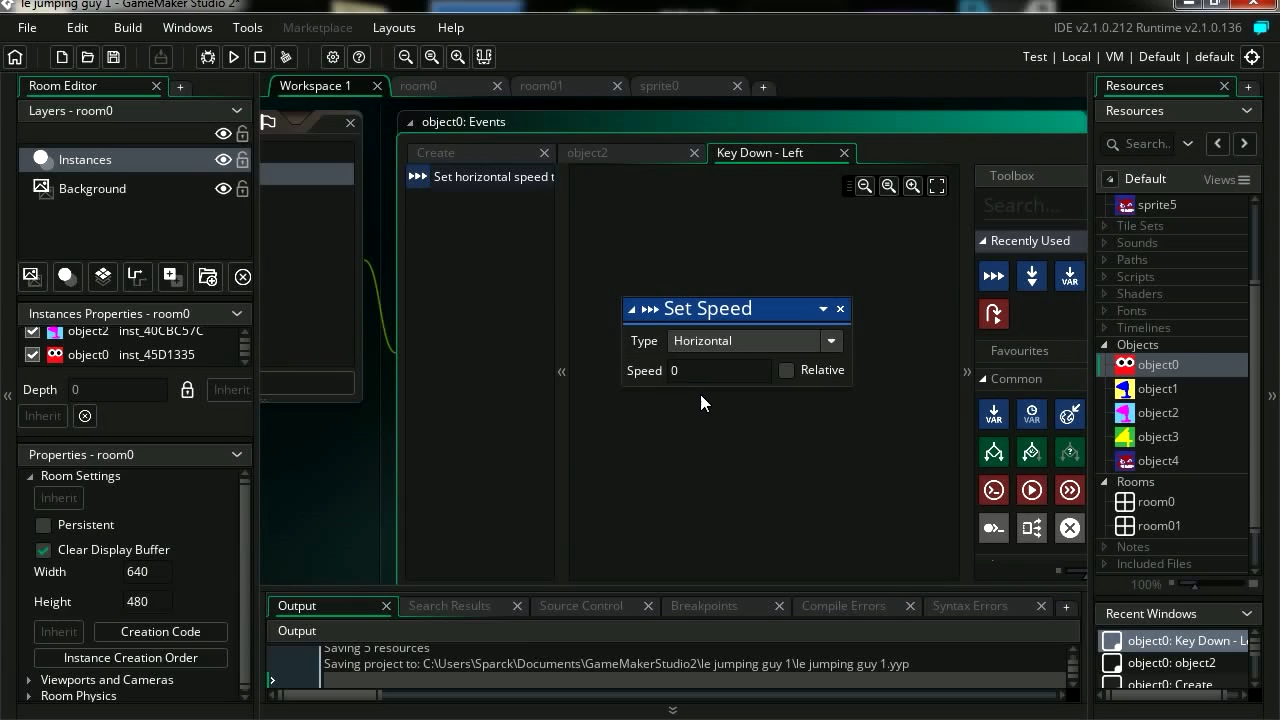 le jumping guy 1 - GameMaker Studio 2*
File Edit Build Windows Tools Marketplace Layouts Help
IDE v2.1.0.212 Runtime v2.1.0.136
Test | Local | VM | Default | default
Room Editor
Layers - room0
Instances
Background
Instances Properties - room0
object2 inst_40CBC57C
object0 inst_45D1335
Depth 0 Inherit
Inherit
Properties - room0
Room Settings
Inherit
Persistent
Clear Display Buffer
Width 640
Height 480
Inherit Creation Code
Instance Creation Order
Viewports and Cameras
Room Physics
Workspace 1 room0 room01 sprite0
object0: Events
Create object2 Key Down - Left
Set horizontal speed t
Set Speed
Type Horizontal
Speed 0 Relative
Toolbox
Search...
Recently Used
VAR
Favourites
Common
VAR VAR
Output Search Results Source Control Breakpoints Compile Errors Syntax Errors
Output
Saving 5 resources
Saving project to: C:\Users\Sparck\Documents\GameMakerStudio2\le jumping guy 1\le jumping guy 1.yyp
Resources
Resources
Search..
Default Views
sprite5
Tile Sets
Sounds
Paths
Scripts
Shaders
Fonts
Timelines
Objects
object0
object1
object2
object3
object4
Rooms
room0
room01
Notes
Included Files
100%
Recent Windows
object0: Key Down - Le
object0: object2
object0: Create